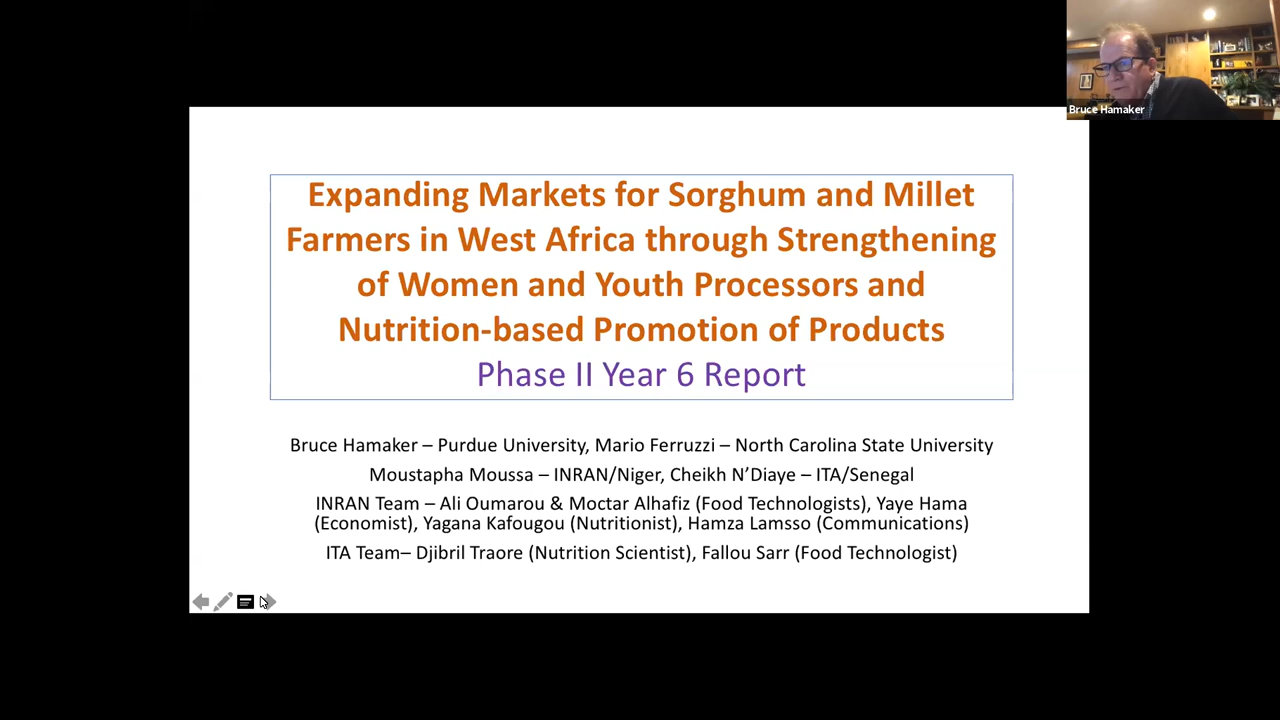 Bruce Hamaker
Expanding Markets for Sorghum and Millet
Farmers in West Africa through Strengthening
of Women and Youth Processors and
Nutrition-based Promotion of Products
Phase II Year 6 Report
Bruce Hamaker – Purdue University, Mario Ferruzzi – North Carolina State University
Moustapha Moussa – INRAN/Niger, Cheikh N’Diaye – ITA/Senegal
INRAN Team – Ali Oumarou & Moctar Alhafiz (Food Technologists), Yaye Hama
(Economist), Yagana Kafougou (Nutritionist), Hamza Lamsso (Communications)
ITA Team– Djibril Traore (Nutrition Scientist), Fallou Sarr (Food Technologist)